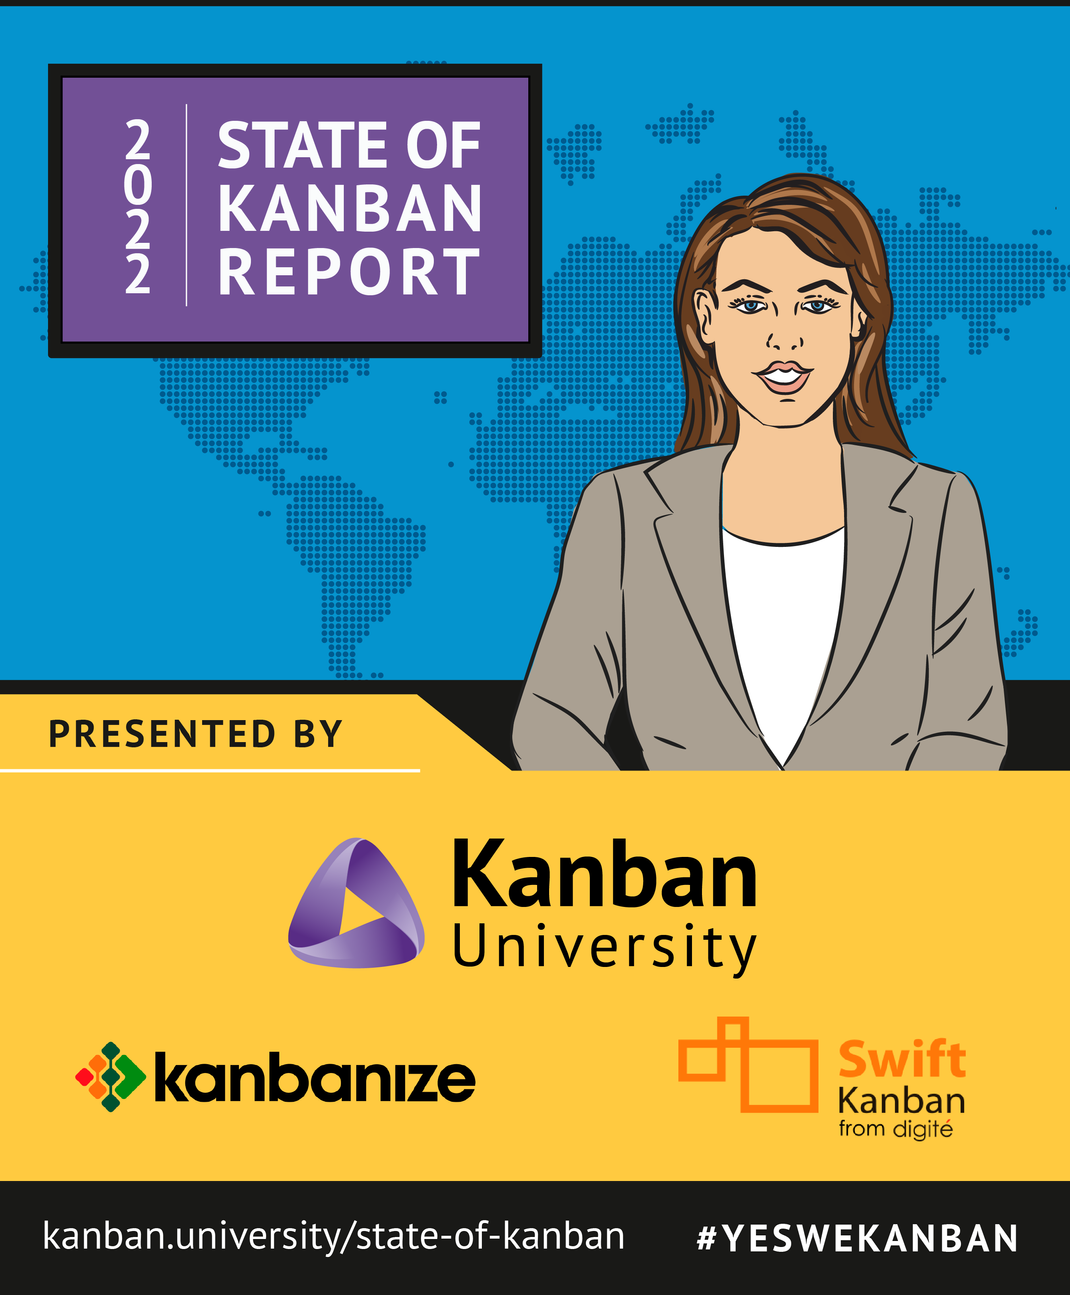 2022
STATE OF
KANBAN
REPORT
PRESENTED BY
Kanban
University
kanbanize
Swift
Kanban
from digité
kanban.university/state-of-kanban
#YESWEKANBAN